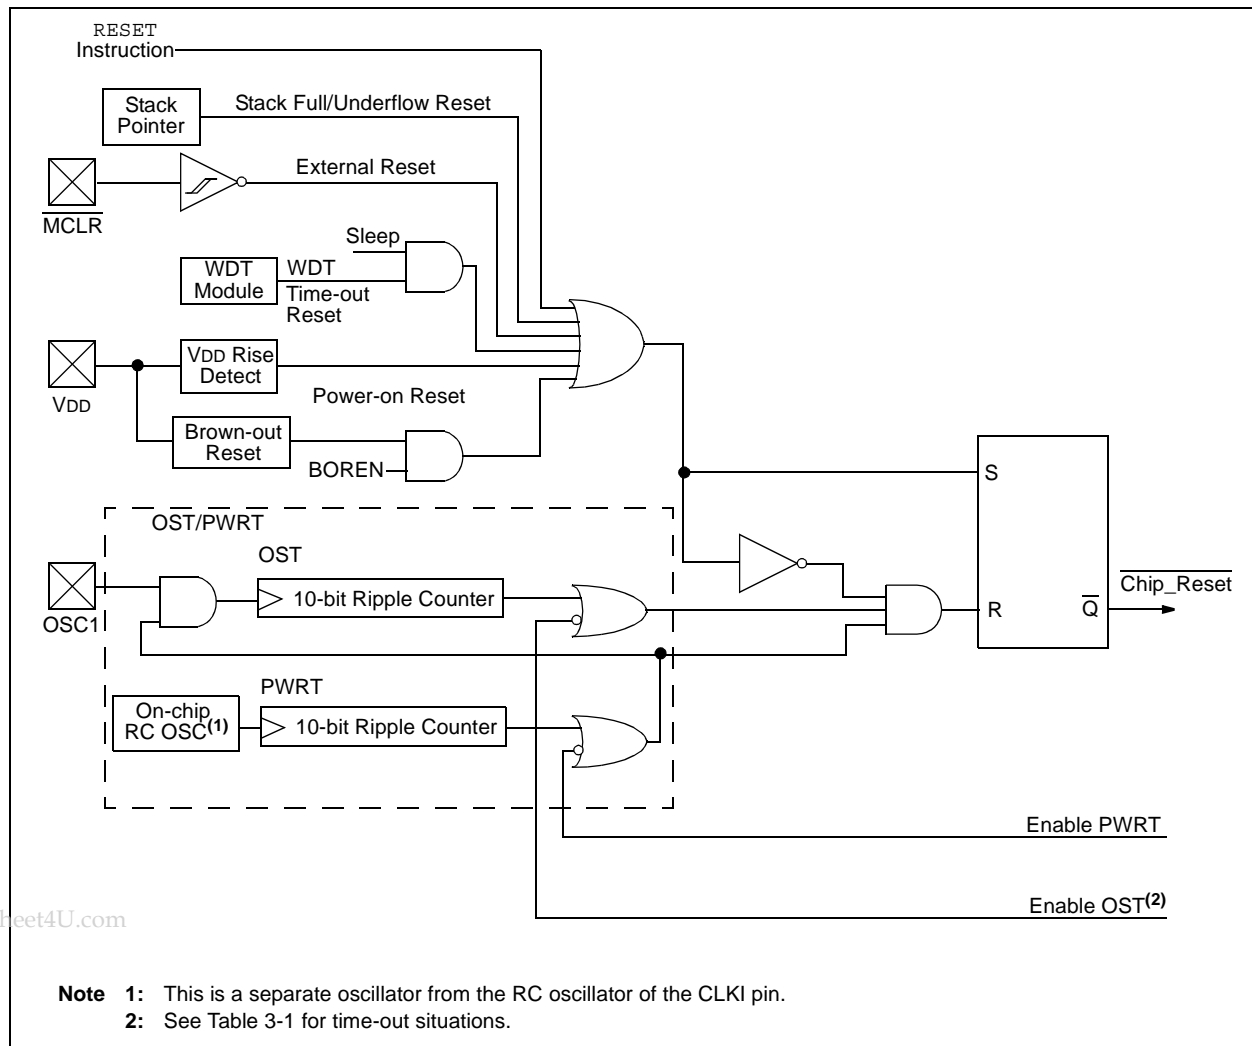 RESET
Instruction
Stack
Pointer
Stack Full/Underflow Reset
External Reset
MCLR
Sleep
WDT
Module
WDT
Time-out
Reset
VDD
VDD Rise
Detect
Power-on Reset
Brown-out
Reset
BOREN
S
OST/PWRT
OST
10-bit Ripple Counter
OSC1
Chip_Reset
R
Q
PWRT
On-chip
RC OSC(1)
10-bit Ripple Counter
Enable PWRT
Enable OST(2)
heet4U.com
Note 1: This is a separate oscillator from the RC oscillator of the CLKI pin.
2: See Table 3-1 for time-out situations.